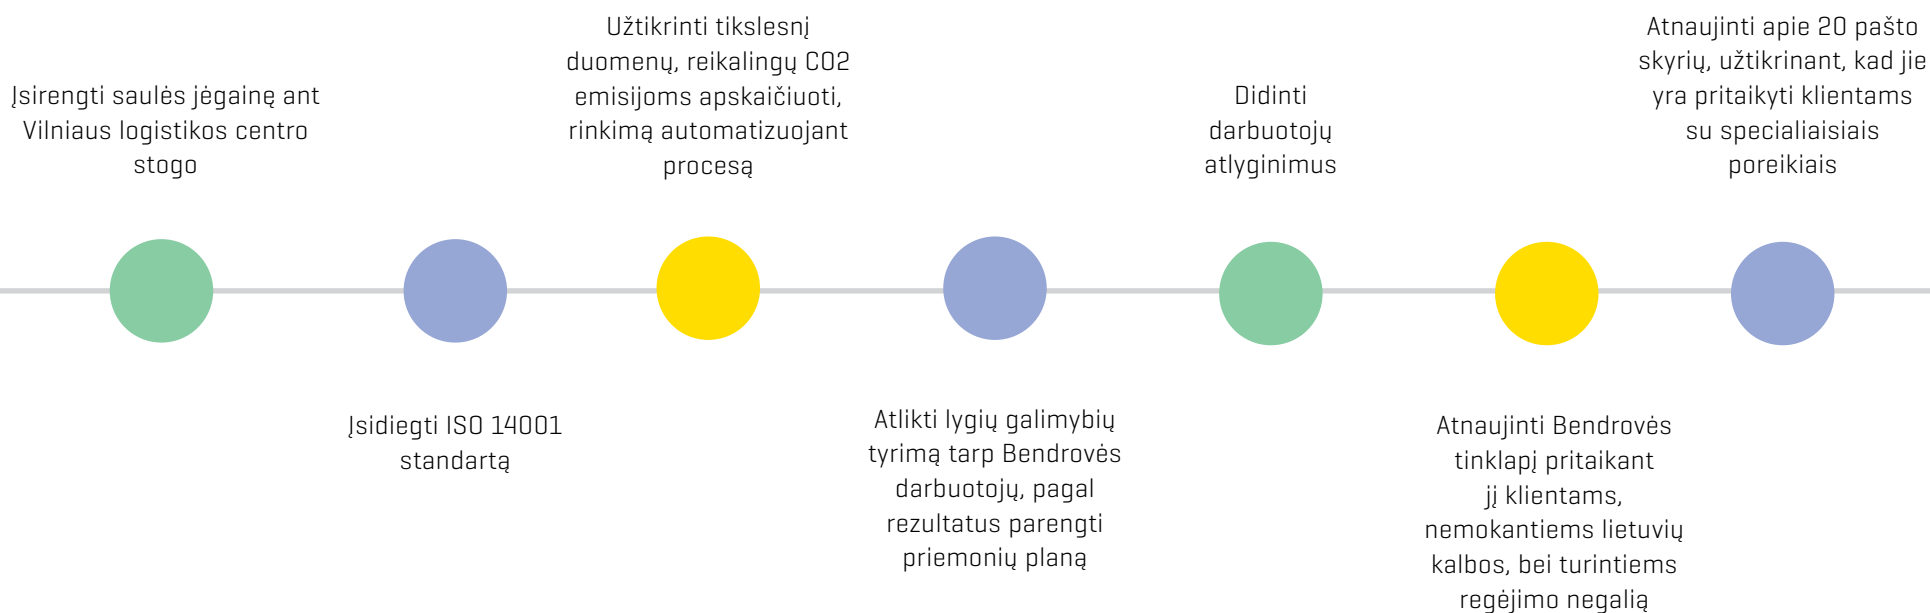 Įsirengti saulės jėgainę ant
Vilniaus logistikos centro
stogo
Įsidiegti ISO 14001
standartą
Užtikrinti tikslesnį
duomenų, reikalingų CO2
emisijoms apskaičiuoti,
rinkimą automatizuojant
procesą
Atlikti lygių galimybių
tyrimą tarp Bendrovės
darbuotojų, pagal
rezultatus parengti
priemonių planą
Didinti
darbuotojų
atlyginimus
Atnaujinti Bendrovės
tinklapį pritaikant
jį klientams,
nemokantiems lietuvių
kalbos, bei turintiems
regėjimo negalią
Atnaujinti apie 20 pašto
skyrių, užtikrinant, kad jie
yra pritaikyti klientams
su specialiaisiais
poreikiais